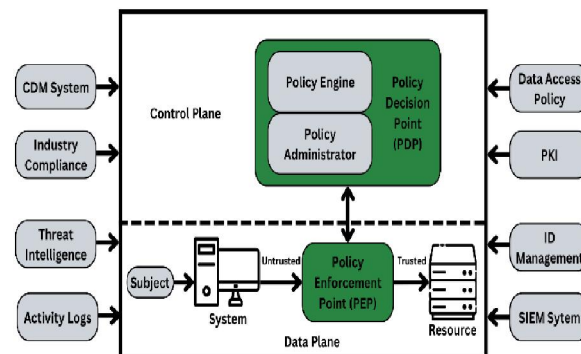 CDM System
Industry
Compliance
Threat
Intelligence
Activity Logs
Control Plane
Policy Engine
Policy
Administrator
Policy
Decision
Point
(PDP)
Subject
System
Untrusted
Policy
Enforcement
Point (PEP)
Trusted
Resource
Data Plane
Data Access
Policy
PKI
ID
Management
SIEM Sytem